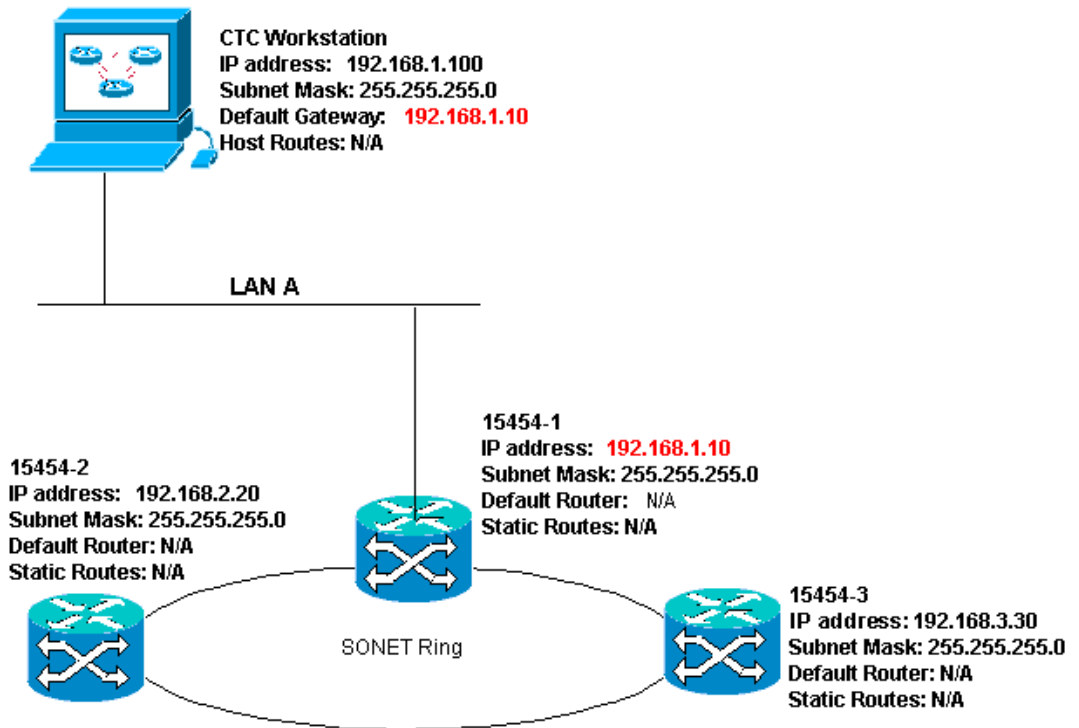 CTC Workstation
IP address: 192.168.1.100
Subnet Mask: 255.255.255.0
Default Gateway: 192.168.1.10
Host Routes: N/A
LAN A
15454-1
IP address: 192.168.1.10
Subnet Mask: 255.255.255.0
Default Router: N/A
Static Routes: N/A
15454-2
IP address: 192.168.2.20
Subnet Mask: 255.255.255.0
Default Router: N/A
Static Routes: N/A
SONET Ring
15454-3
IP address: 192.168.3.30
Subnet Mask: 255.255.255.0
Default Router: N/A
Static Routes: N/A